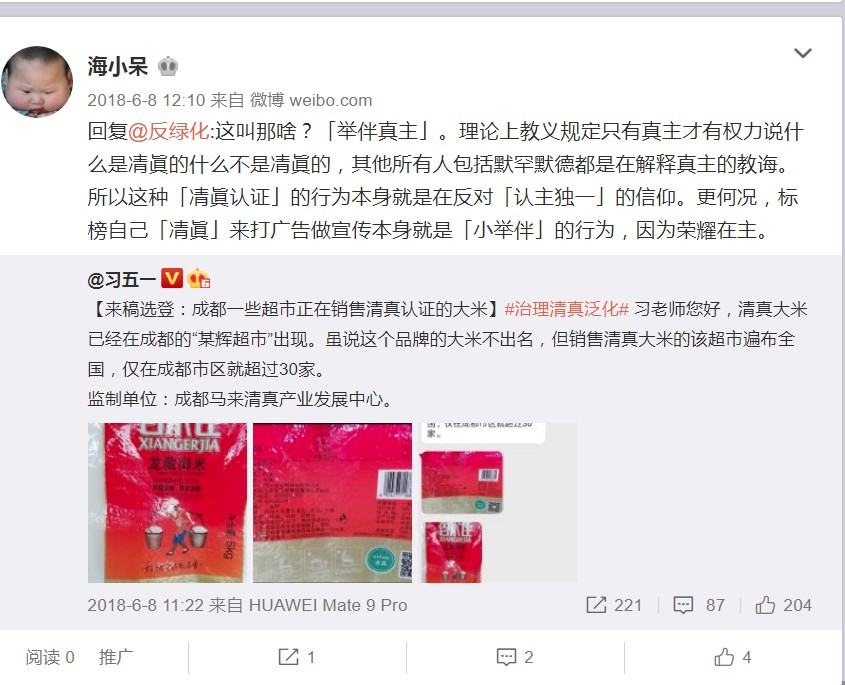 海小呆
2018-6-8 12:10 来自 微博 weibo.com
回复@反绿化:这叫那啥？「举伴真主」。理论上教义规定只有真主才有权力说什
么是清眞的什么不是清眞的，其他所有人包括默罕默德都是在解释真主的教诲。
所以这种「清眞认证」的行为本身就是在反对「认主独一」的信仰。更何况，标
榜自己「清眞」来打广告做宣传本身就是「小举伴」的行为，因为荣耀在主。
@习五一
【来稿选登：成都一些超市正在销售清真认证的大米】#治理清真泛化# 习老师您好，清真大米
已经在成都的“某辉超市”出现。虽说这个品牌的大米不出名，但销售清真大米的该超市遍布全
国，仅在成都市区就超过30家。
监制单位：成都马来清真产业发展中心。
XIANGERJIA
5kg
国，仅在成都市区就超过30
家。
2018-6-8 11:22 来自 HUAWEI Mate 9 Pro
221
87
204
阅读 0 推广
1
2
4